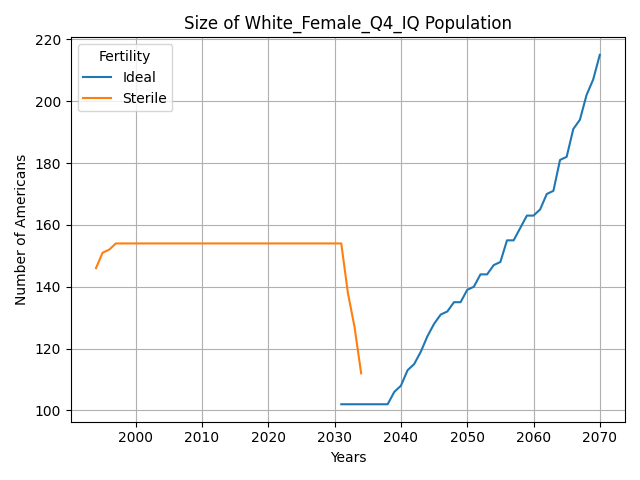 Size of White_Female_Q4_IQ Population
Number of Americans
220
200
180
160
140
120
100
Fertility
Ideal
Sterile
2000 2010 2020 2030 2040 2050 2060 2070
Years